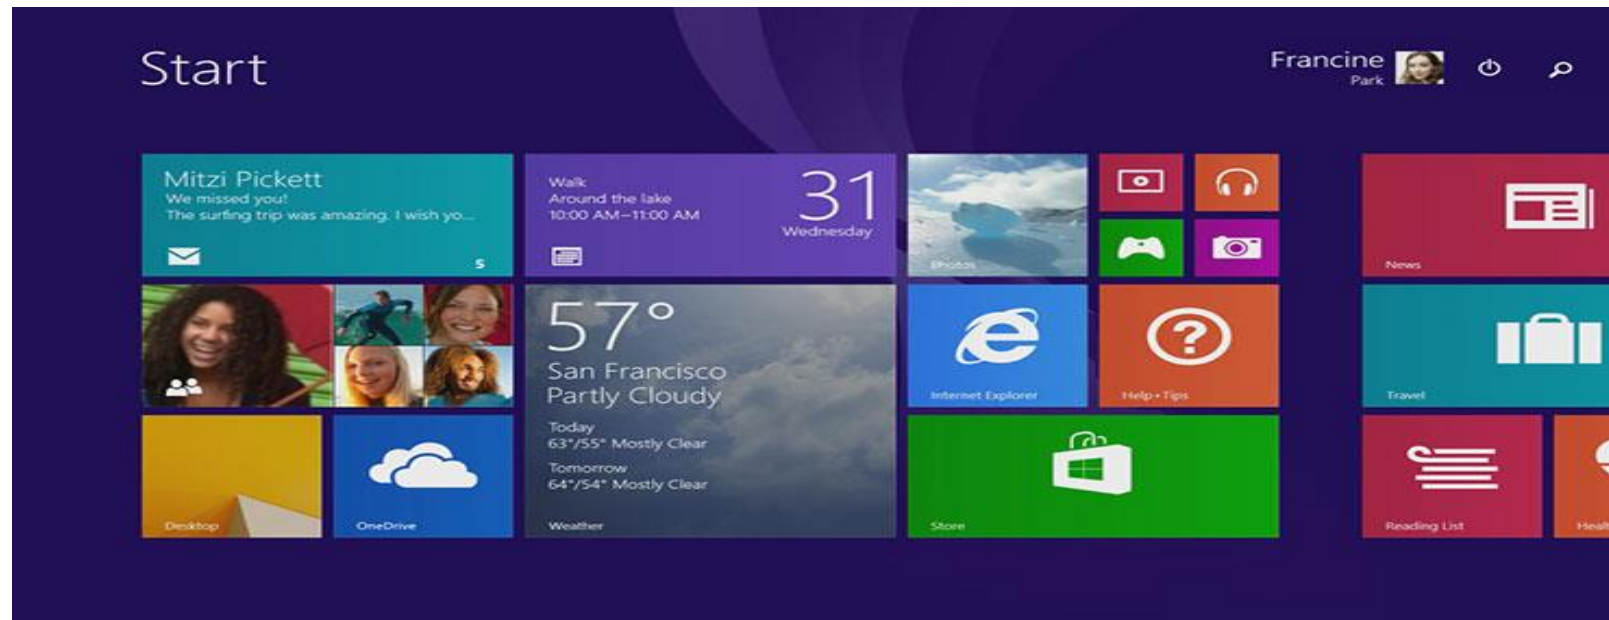 Start
Francine
Park
Mitzi Pickett
We missed you!
The surfing trip was amazing. I wish yo...
5
Walk
Around the lake
10:00 AM–11:00 AM
31
Wednesday
Photos
News
57°
San Francisco
Partly Cloudy
Today
63°/55° Mostly Clear
Tomorrow
64°/54° Mostly Clear
Weather
Internet Explorer
Help+Tips
Travel
Desktop
OneDrive
Store
Reading List
Healt